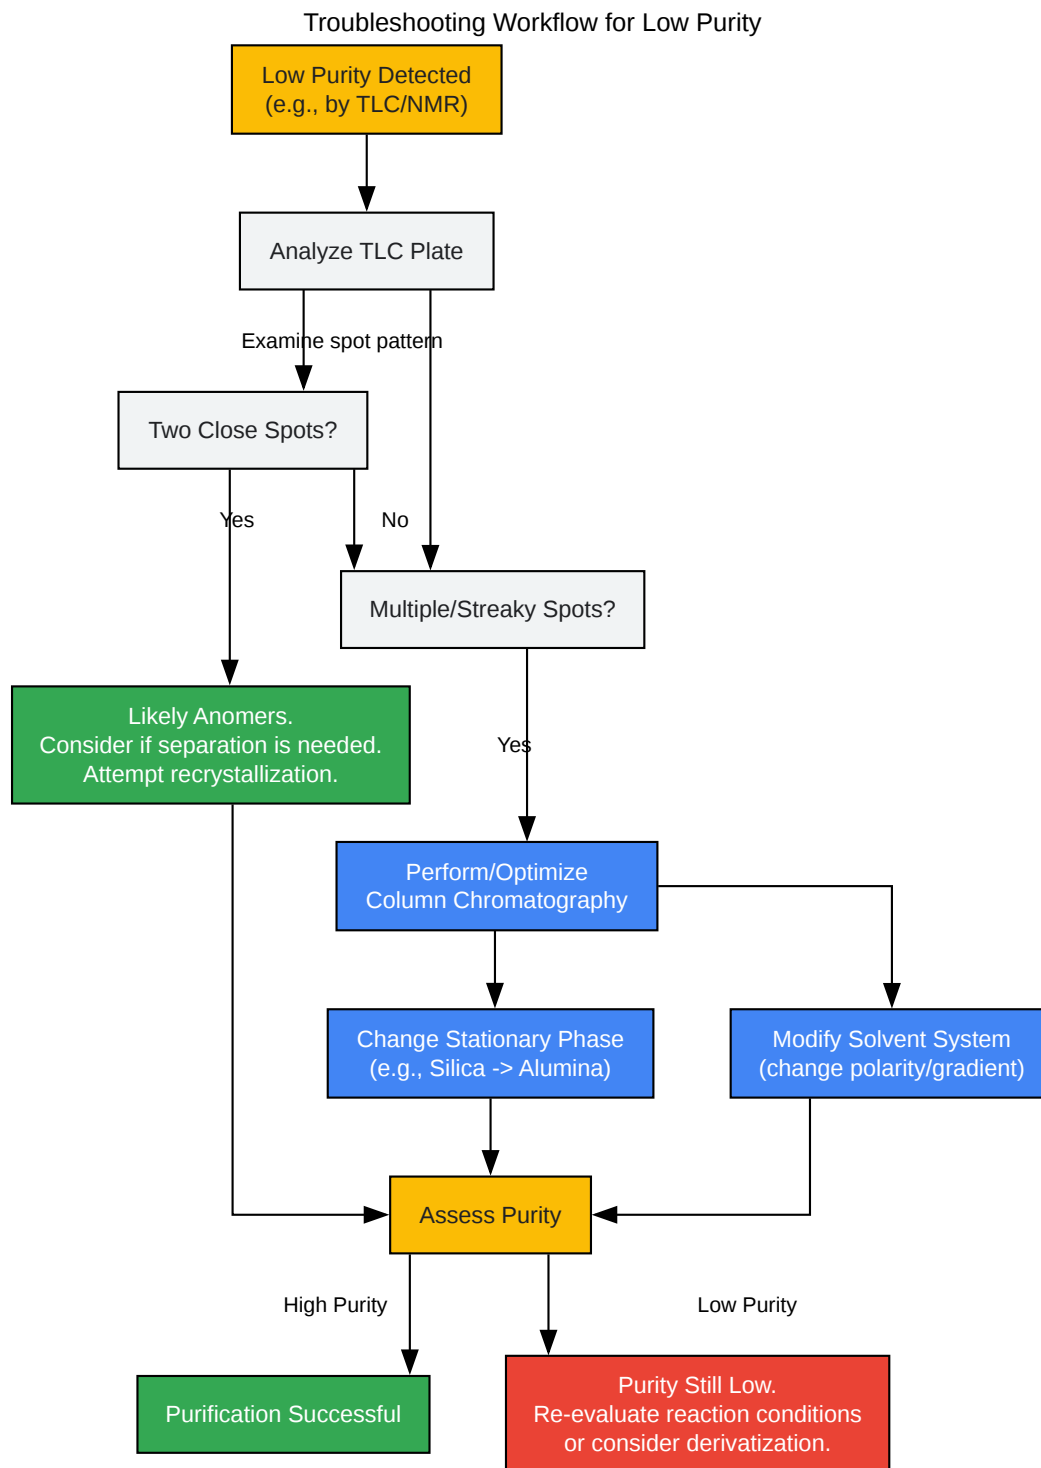 Troubleshooting Workflow for Low Purity
Low Purity Detected
(e.g., by TLC/NMR)
Analyze TLC Plate
Examine spot pattern
Two Close Spots?
Yes
No
Multiple/Streaky Spots?
Likely Anomers.
Consider if separation is needed.
Attempt recrystallization.
Yes
Perform/Optimize
Column Chromatography
Change Stationary Phase
(e.g., Silica -> Alumina)
Modify Solvent System
(change polarity/gradient)
Assess Purity
High Purity
Low Purity
Purification Successful
Purity Still Low.
Re-evaluate reaction conditions
or consider derivatization.